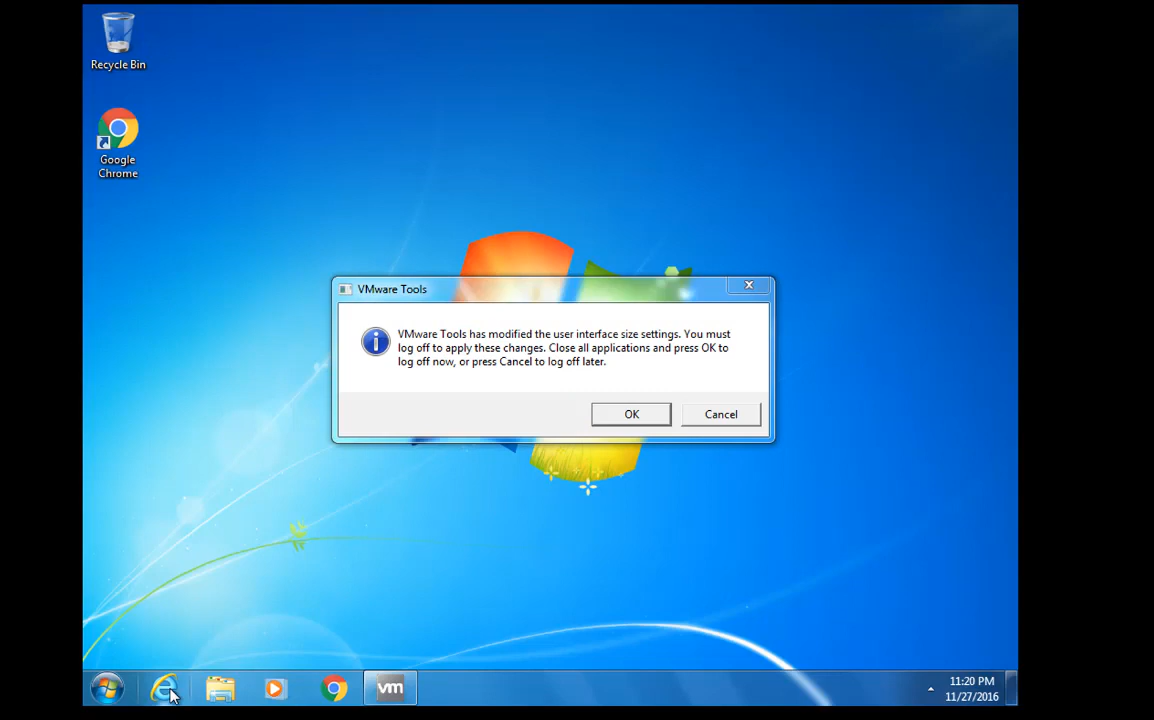 Recycle Bin
Google
Chrome
VMware Tools
VMware Tools has modified the user interface size settings. You must
log off to apply these changes. Close all applications and press OK to
log off now, or press Cancel to log off later.
OK
Cancel
vm
11:20 PM
11/27/2016